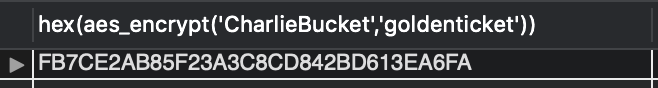 hex(aes_encrypt('CharlieBucket','goldenticket'))
FB7CE2AB85F23A3C8CD842BD613EA6FA